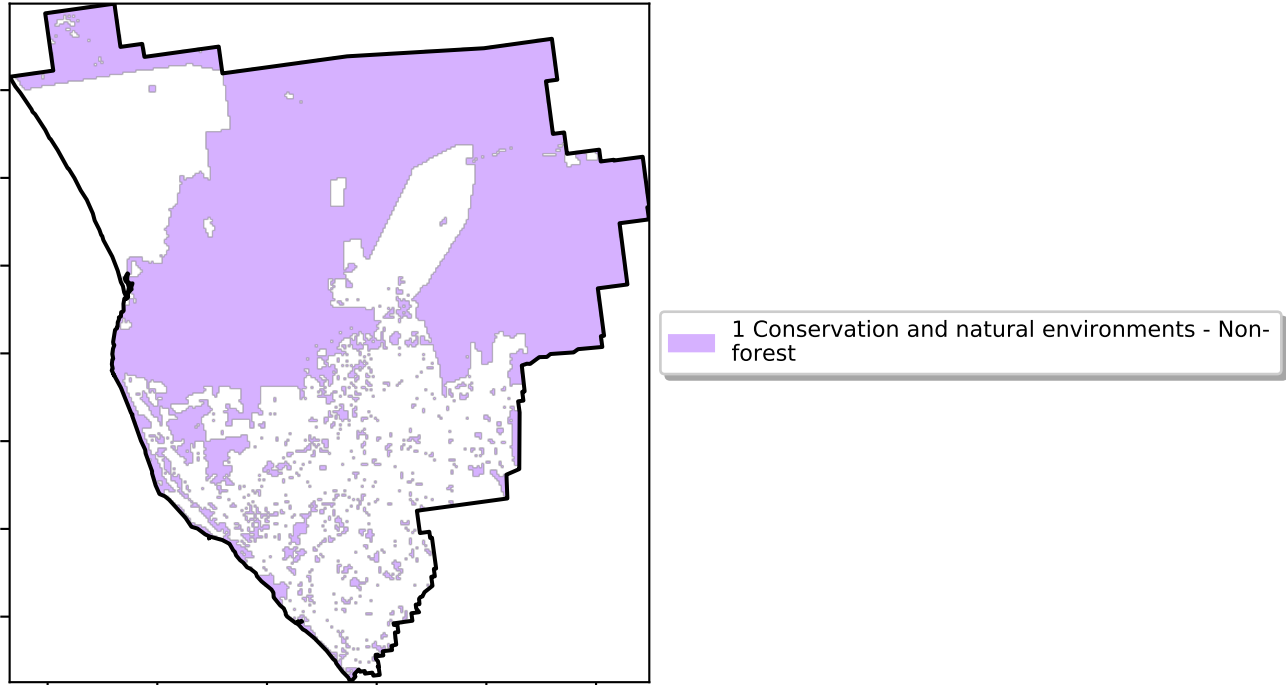 1 Conservation and natural environments - Non-
forest